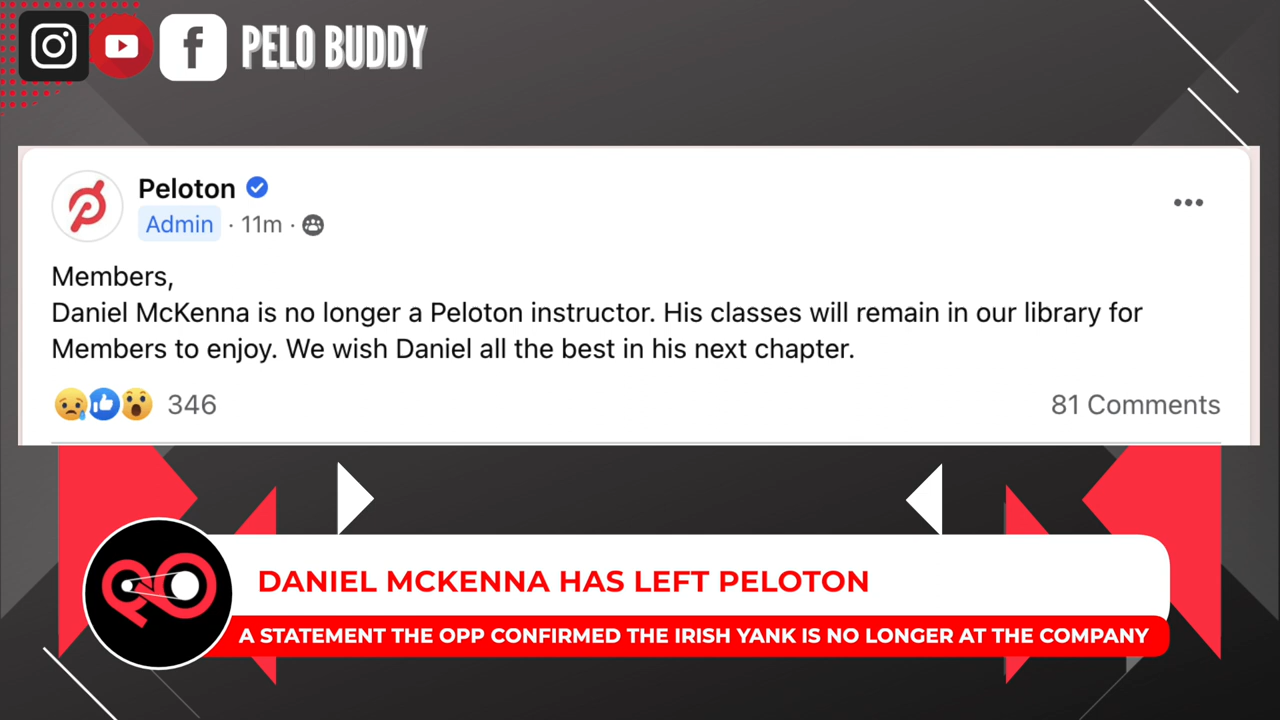 PELO BUDDY
Peloton
Admin · 11m ·
Members,
Daniel McKenna is no longer a Peloton instructor. His classes will remain in our library for
Members to enjoy. We wish Daniel all the best in his next chapter.
346
81 Comments
DANIEL MCKENNA HAS LEFT PELOTON
A STATEMENT THE OPP CONFIRMED THE IRISH YANK IS NO LONGER AT THE COMPANY